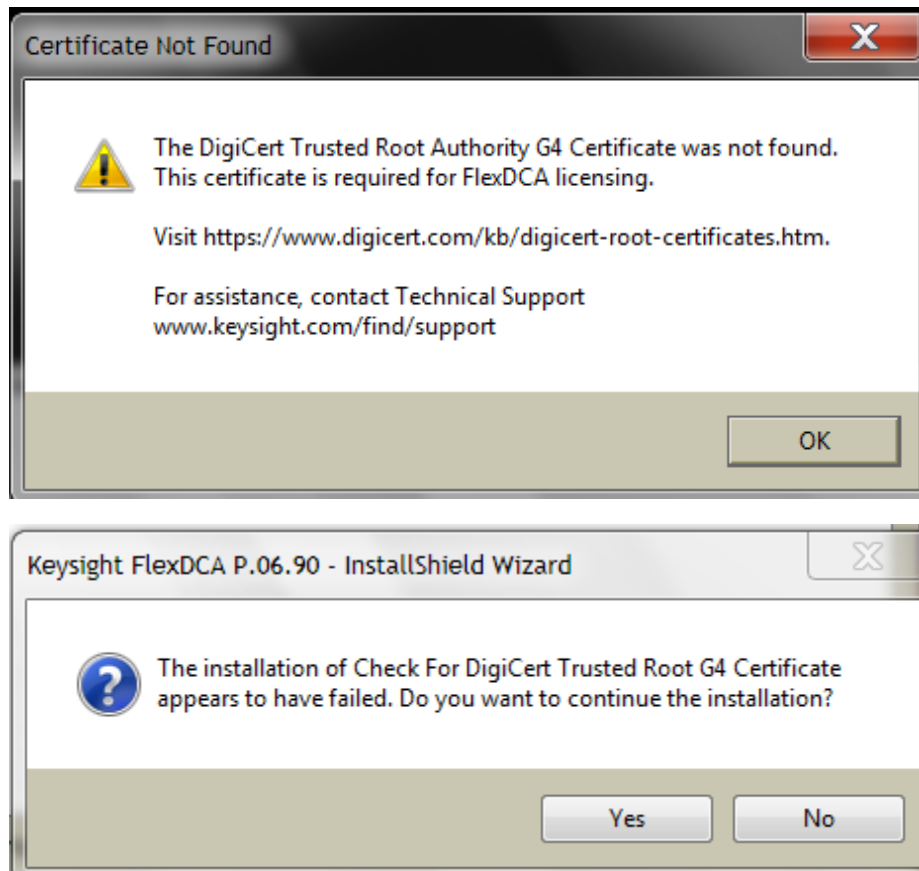 Certificate Not Found
The DigiCert Trusted Root Authority G4 Certificate was not found.
This certificate is required for FlexDCA licensing.
Visit https://www.digicert.com/kb/digicert-root-certificates.htm.
For assistance, contact Technical Support
www.keysight.com/find/support
OK
Keysight FlexDCA P.06.90 - InstallShield Wizard
The installation of Check For DigiCert Trusted Root G4 Certificate
appears to have failed. Do you want to continue the installation?
Yes No